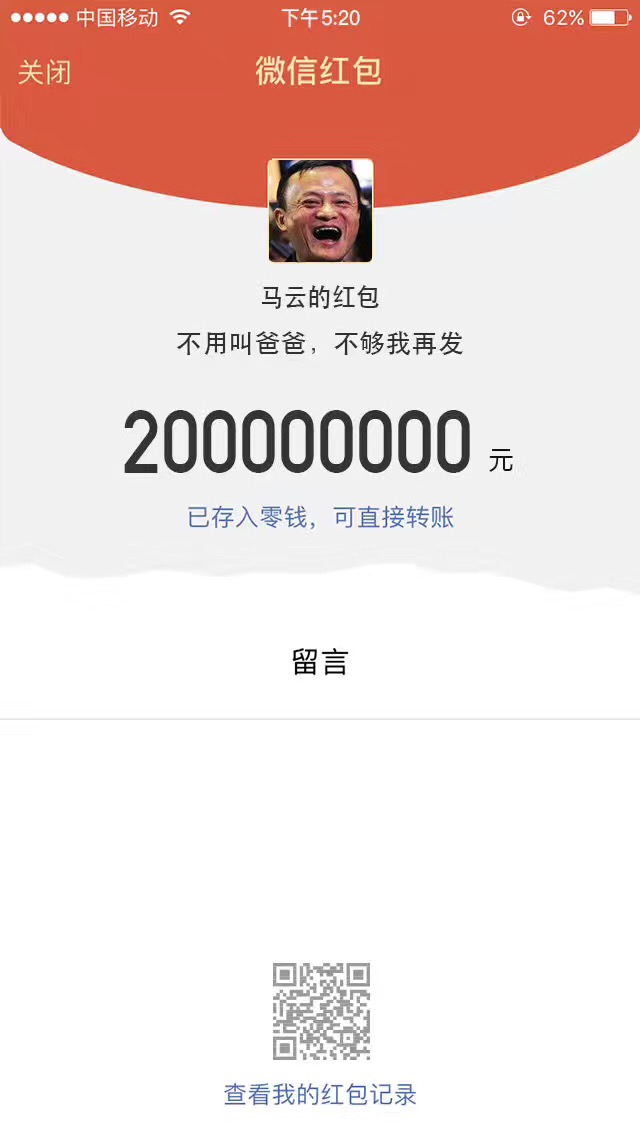 中国移动 下午5:20 62%
关闭 微信红包
马云的红包
不用叫爸爸，不够我再发
200000000 元
已存入零钱，可直接转账
留言
查看我的红包记录